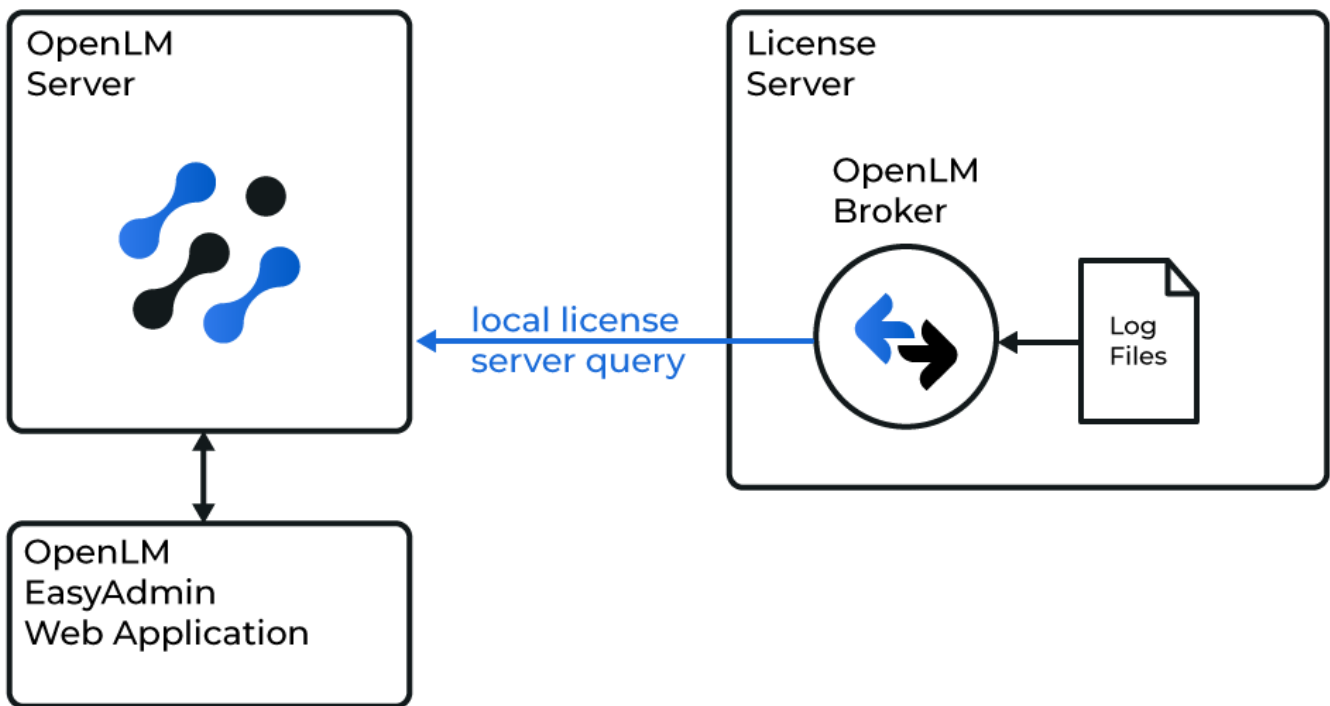 OpenLM
Server
License
Server
OpenLM
Broker
local license
server query
Log
Files
OpenLM
EasyAdmin
Web Application